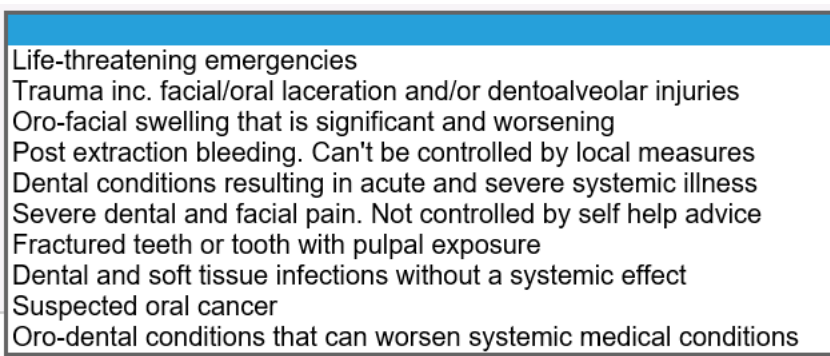 Life-threatening emergencies
Trauma inc. facial/oral laceration and/or dentoalveolar injuries
Oro-facial swelling that is significant and worsening
Post extraction bleeding. Can't be controlled by local measures
Dental conditions resulting in acute and severe systemic illness
Severe dental and facial pain. Not controlled by self help advice
Fractured teeth or tooth with pulpal exposure
Dental and soft tissue infections without a systemic effect
Suspected oral cancer
Oro-dental conditions that can worsen systemic medical conditions